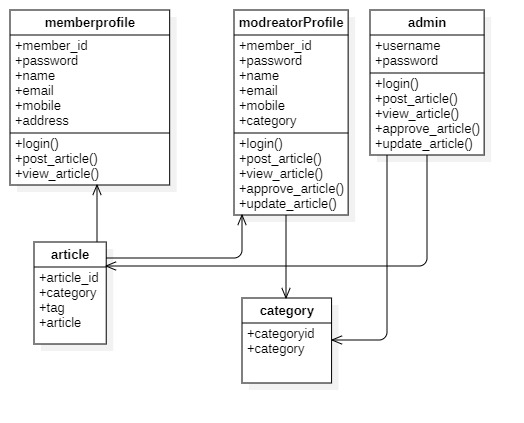 memberprofile
+member_id
+password
+name
+email
+mobile
+address
+login()
+post_article()
+view_article()
modreatorProfile
+member_id
+password
+name
+email
+mobile
+category
+login()
+post_article()
+view_article()
+approve_article()
+update_article()
admin
+username
+password
+login()
+post_article()
+view_article()
+approve_article()
+update_article()
article
+article_id
+category
+tag
+article
category
+categoryid
+category